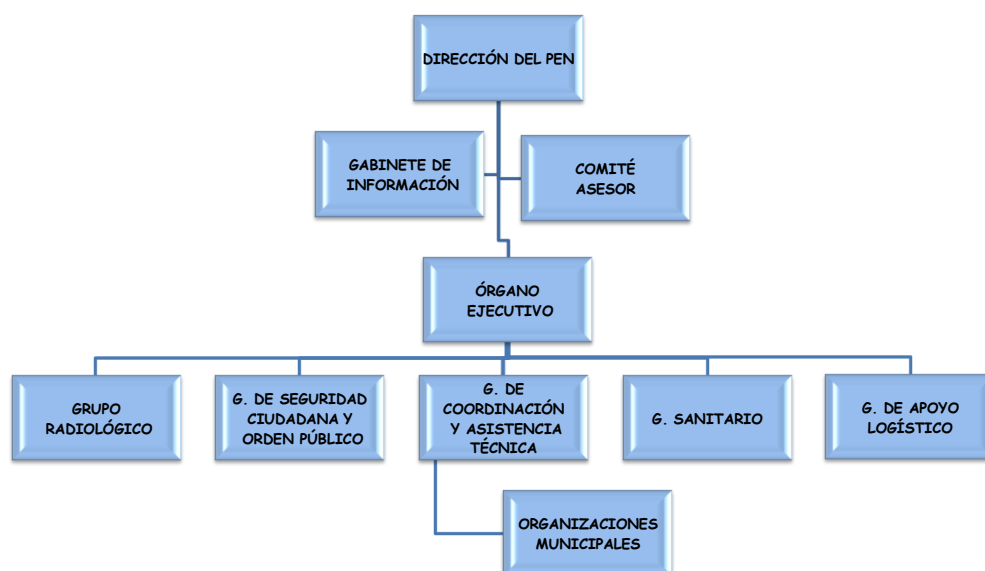 DIRECCIÓN DEL PEN
GABINETE DE
INFORMACIÓN
COMITÉ
ASESOR
ÓRGANO
EJECUTIVO
GRUPO
RADIOLÓGICO
G. DE SEGURIDAD
CIUDADANA Y
ORDEN PÚBLICO
G. DE
COORDINACIÓN
Y ASISTENCIA
TÉCNICA
G. SANITARIO
G. DE APOYO
LOGÍSTICO
ORGANIZACIONES
MUNICIPALES